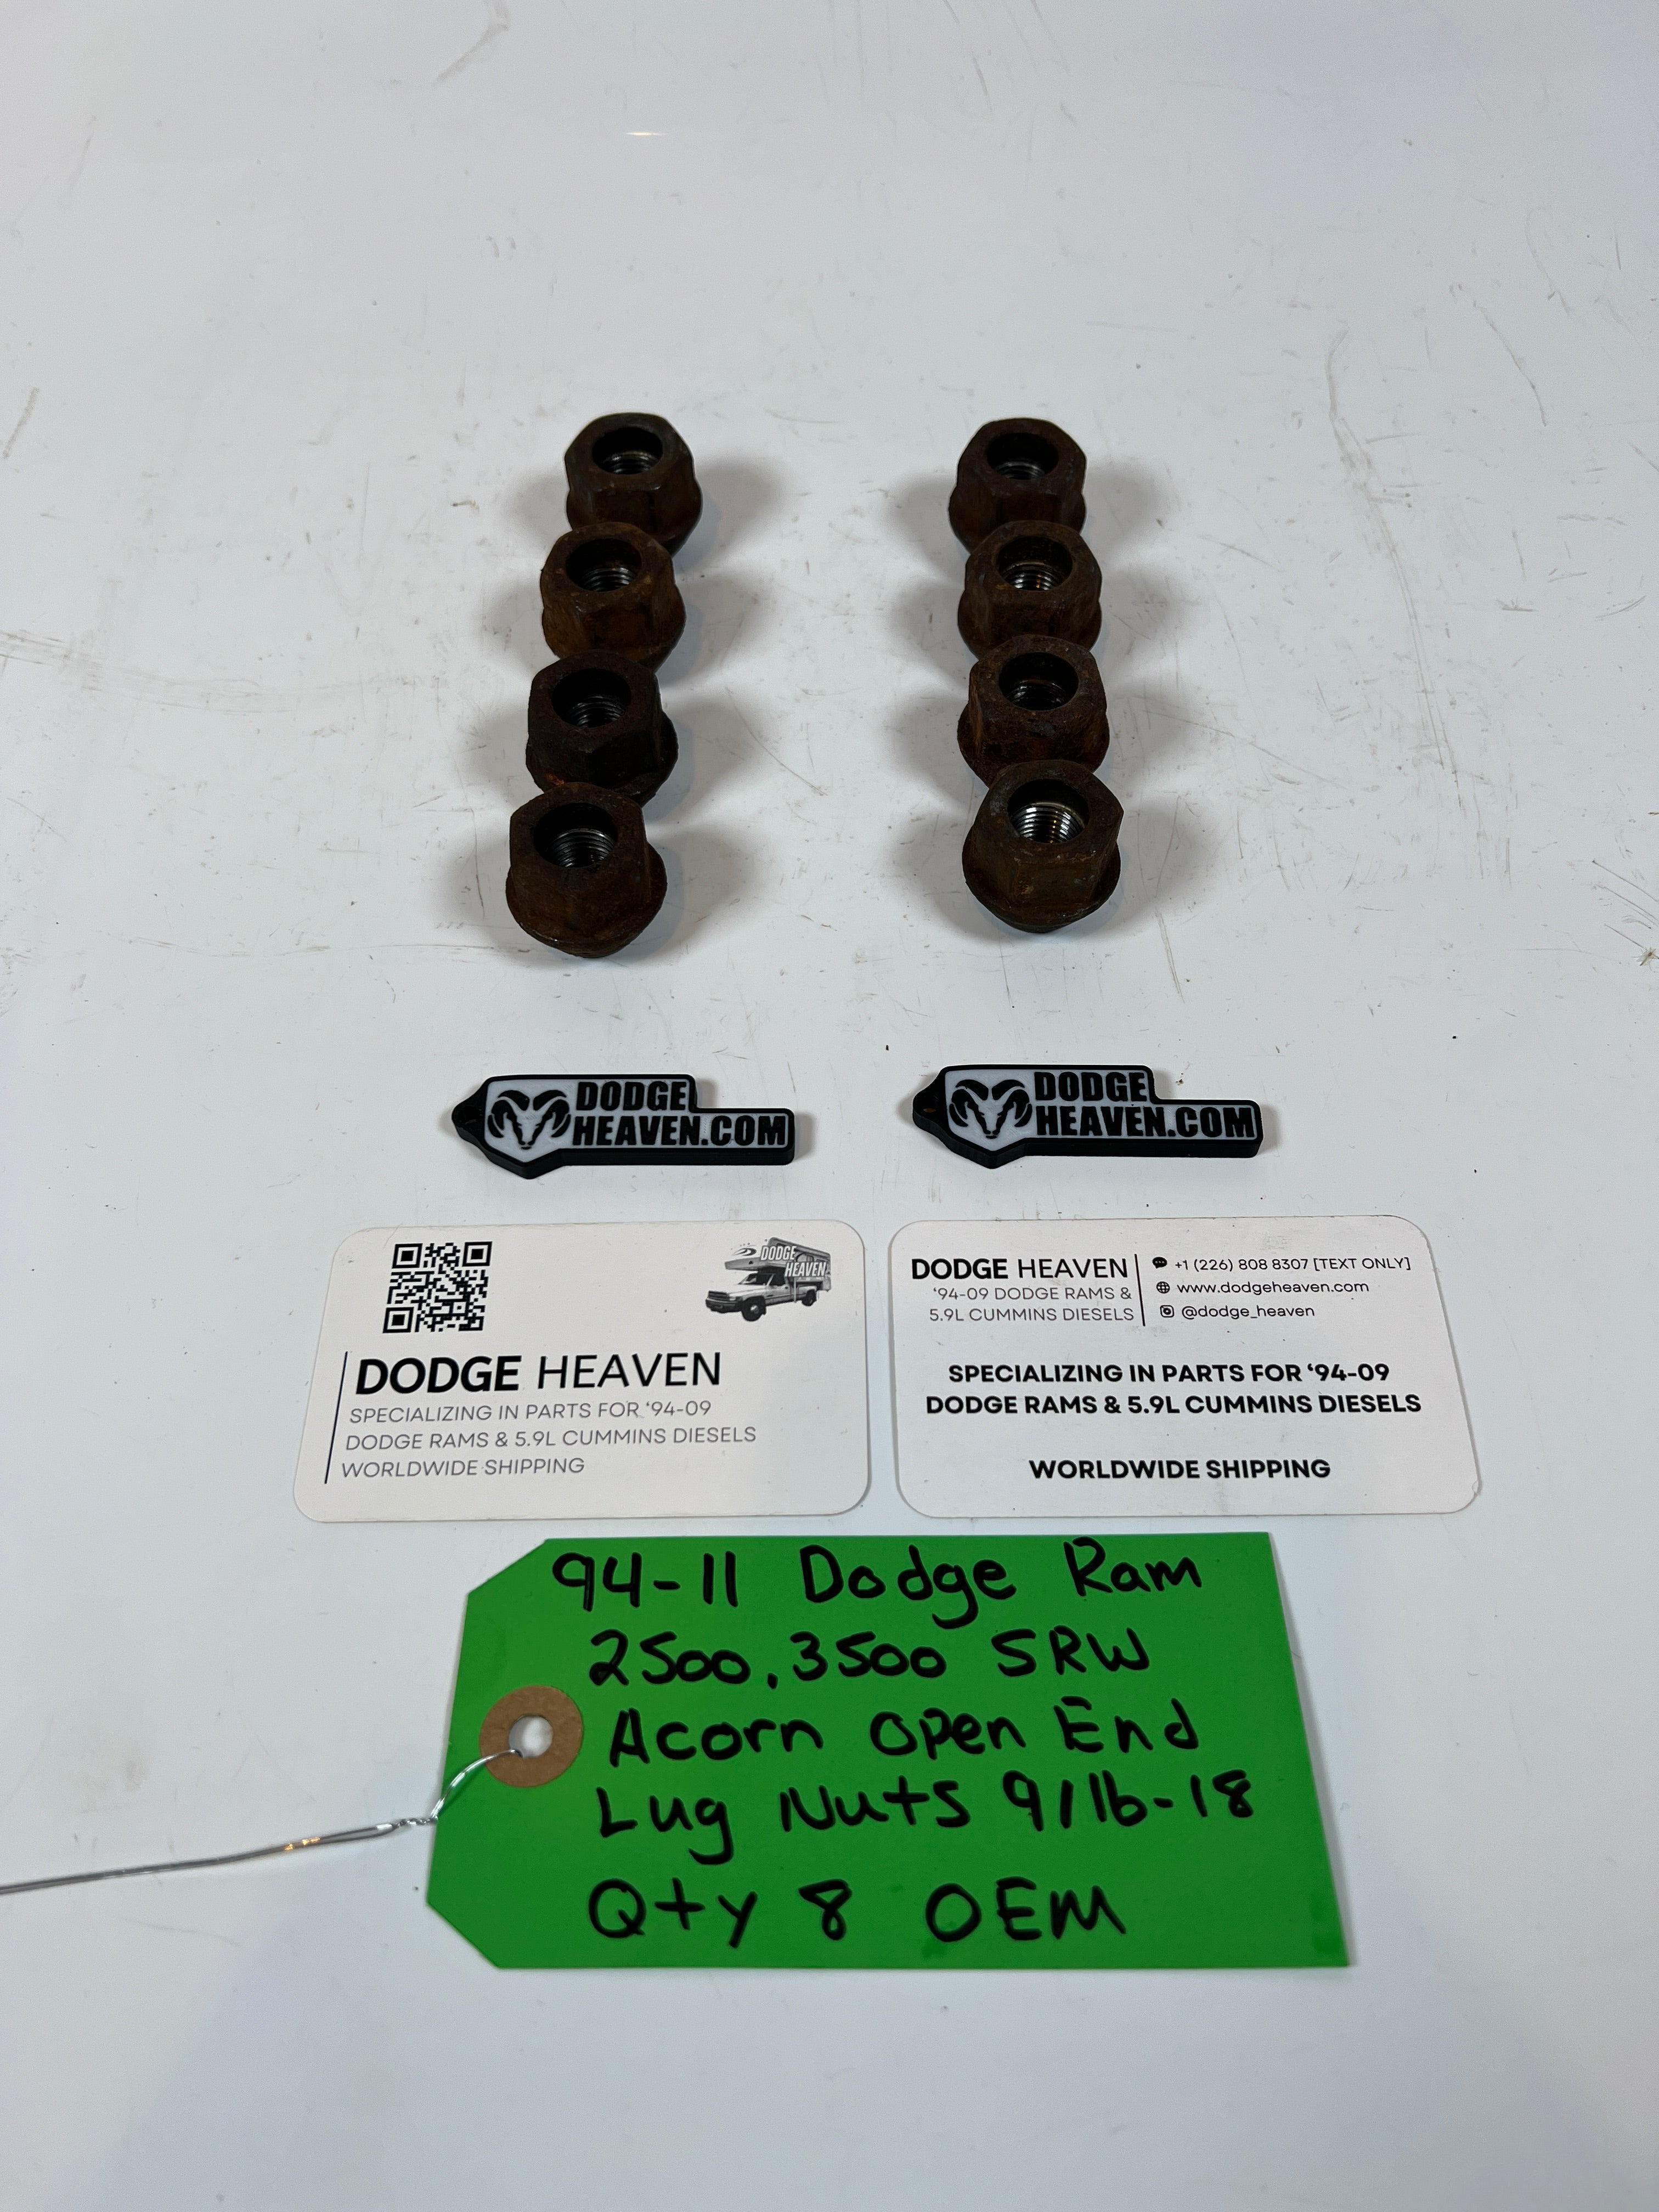 DODGE
HEAVEN.COM
DODGE
HEAVEN.COM
DODGE
HEAVEN
DODGE HEAVEN
SPECIALIZING IN PARTS FOR ‘94-09
DODGE RAMS & 5.9L CUMMINS DIESELS
WORLDWIDE SHIPPING
DODGE HEAVEN
‘94-09 DODGE RAMS &
5.9L CUMMINS DIESELS
+1 (226) 808 8307 [TEXT ONLY]
www.dodgeheaven.com
@dodge_heaven
SPECIALIZING IN PARTS FOR ‘94-09
DODGE RAMS & 5.9L CUMMINS DIESELS
WORLDWIDE SHIPPING
94-11 Dodge Ram
2500, 3500 SRW
Acorn Open End
Lug Nuts 9/16-18
Qty 8 OEM